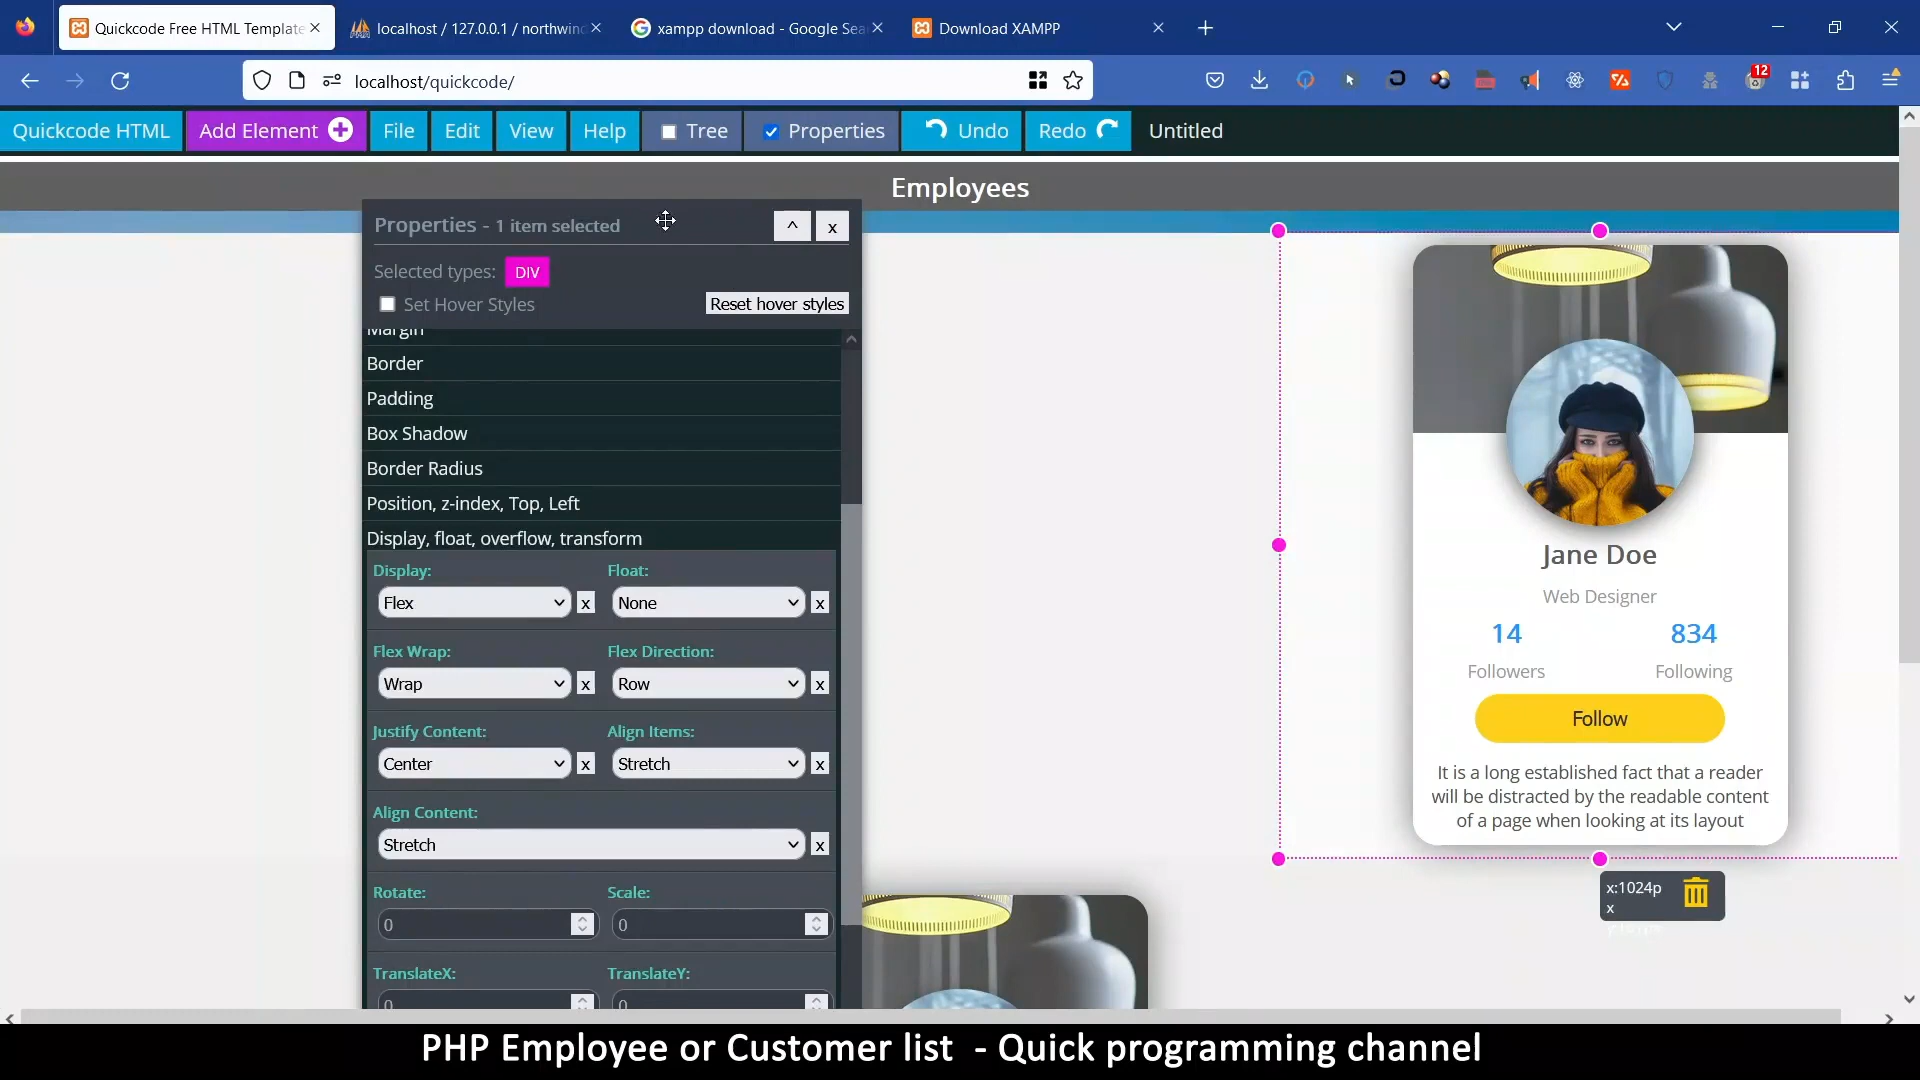 Quickcode Free HTML Template
localhost / 127.0.0.1 / northwin
xampp download - Google Sea
Download XAMPP
localhost/quickcode/
12
Quickcode HTML
Add Element
File
Edit
View
Help
Tree
Properties
Undo
Redo
Untitled
Employees
Properties - 1 item selected
^
x
Selected types: DIV
Set Hover Styles
Reset hover styles
Margin
Border
Padding
Box Shadow
Border Radius
Position, z-index, Top, Left
Display, float, overflow, transform
Display:
Float:
Flex
x
None
x
Flex Wrap:
Flex Direction:
Wrap
x
Row
x
Justify Content:
Align Items:
Center
x
Stretch
x
Align Content:
Stretch
x
Rotate:
Scale:
0
0
TranslateX:
TranslateY:
0
0
Jane Doe
Web Designer
14
834
Followers
Following
Follow
It is a long established fact that a reader
will be distracted by the readable content
of a page when looking at its layout
x:1024p
x
PHP Employee or Customer list - Quick programming channel